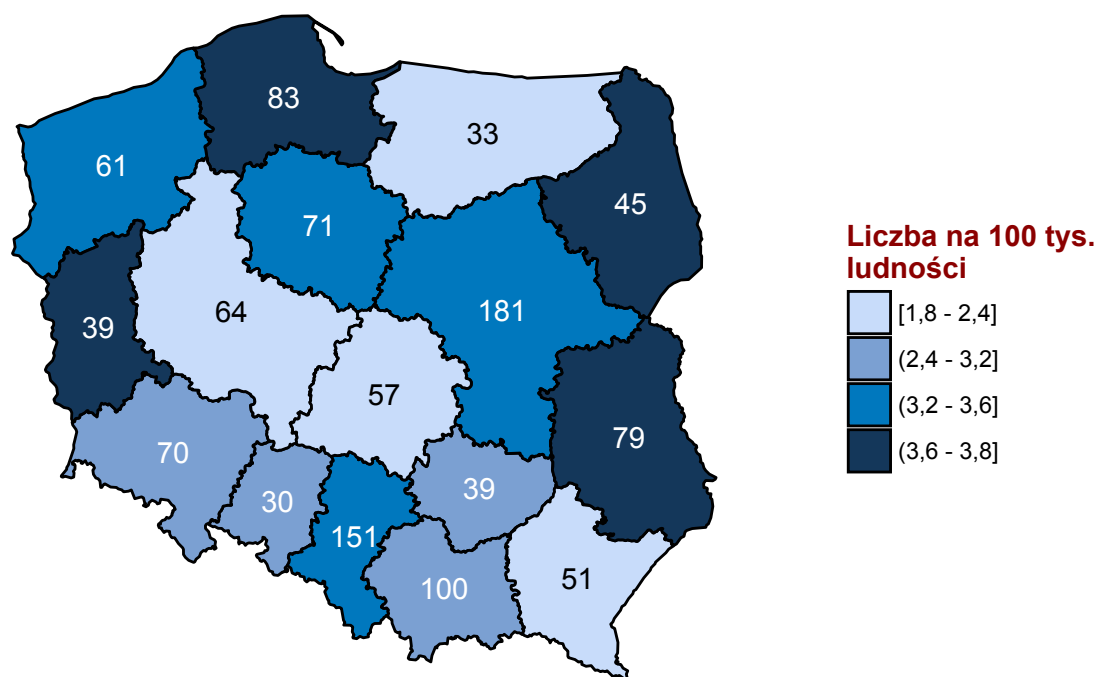 83
33
61
45
71
64
181
39
57
79
70
39
30
151
100
51
Liczba na 100 tys.
ludności
[1,8 - 2,4]
(2,4 - 3,2]
(3,2 - 3,6]
(3,6 - 3,8]